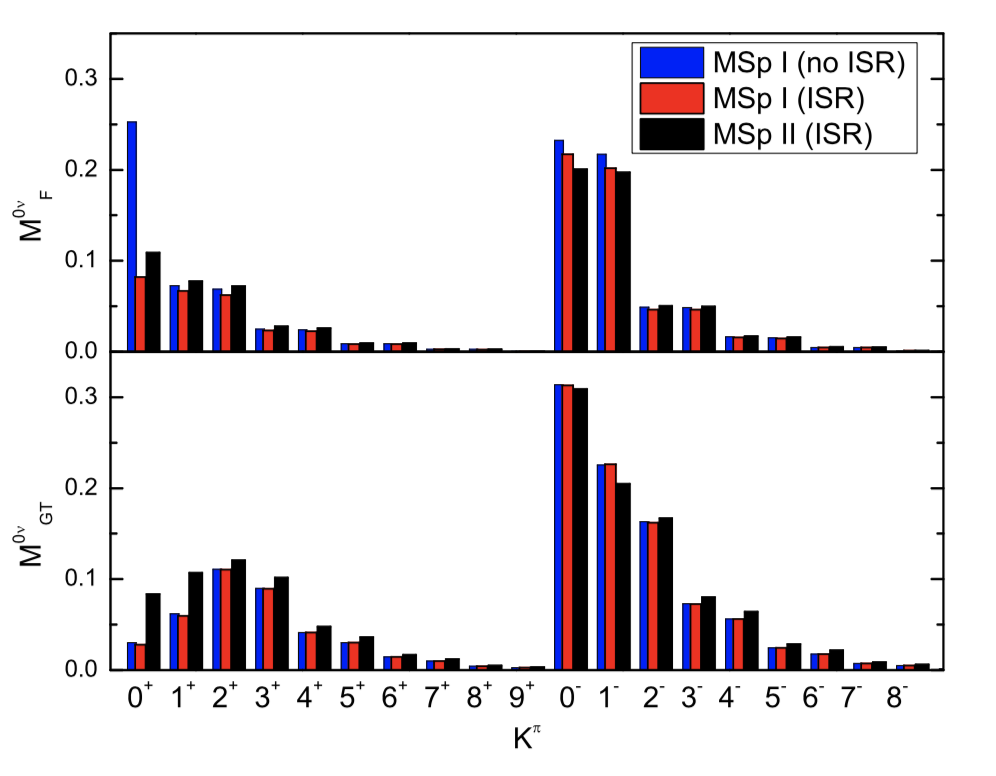 MSp I (no ISR)
MSp I (ISR)
MSp II (ISR)
M⁰ᵛ_F
0.3
0.2
0.1
0.0
M⁰ᵛ_GT
0.3
0.2
0.1
0.0
0⁺ 1⁺ 2⁺ 3⁺ 4⁺ 5⁺ 6⁺ 7⁺ 8⁺ 9⁺ 0⁻ 1⁻ 2⁻ 3⁻ 4⁻ 5⁻ 6⁻ 7⁻ 8⁻
K^π